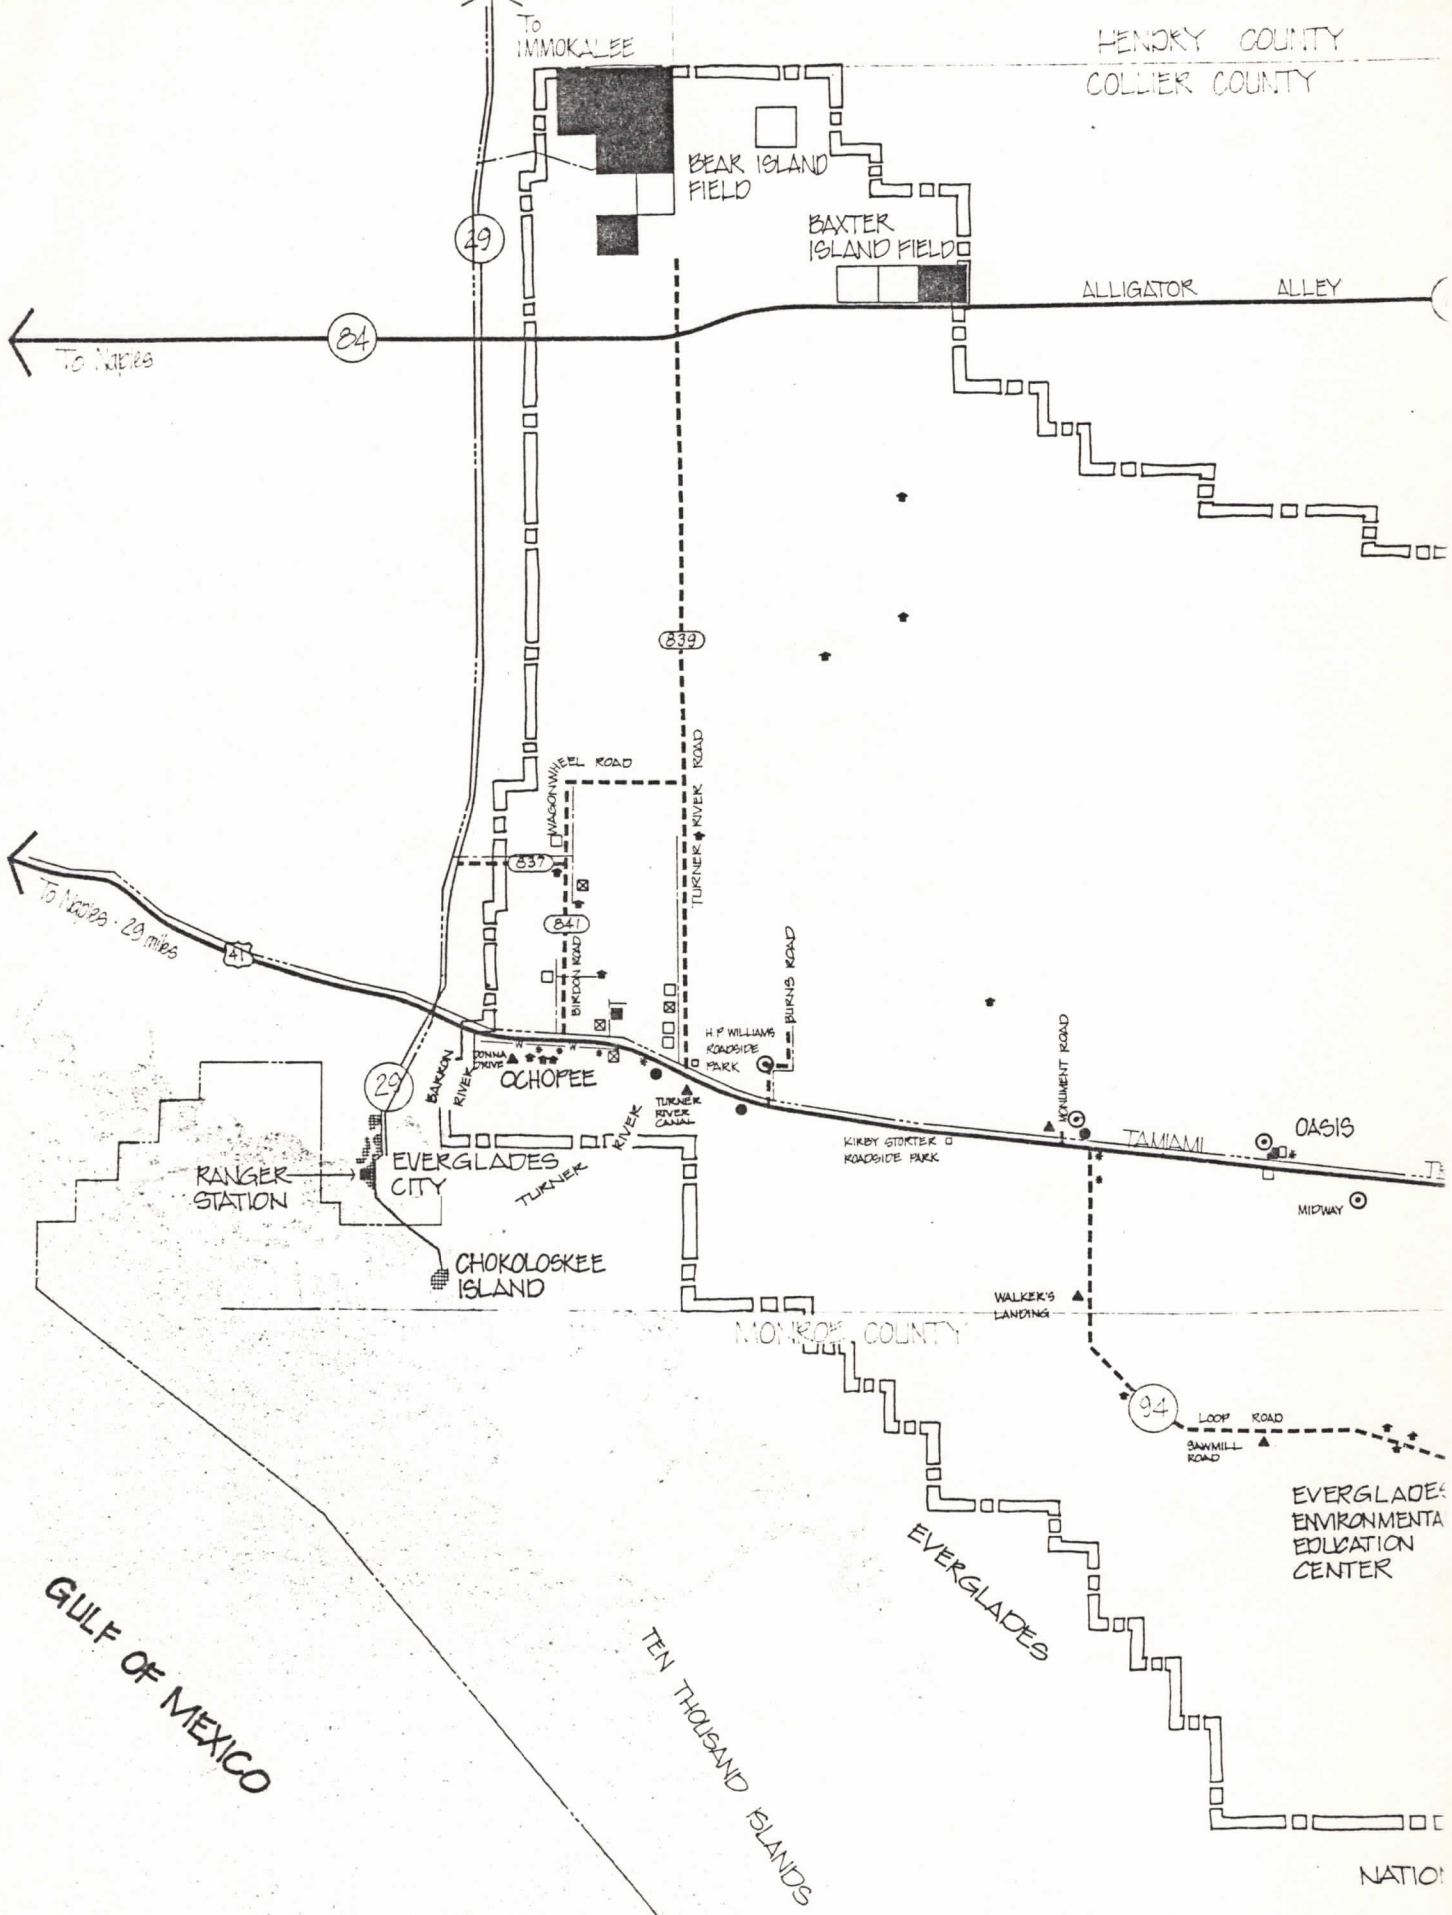 To
IMMOKALEE
HENDRY COUNTY
COLLIER COUNTY
BEAR ISLAND
FIELD
29
BAXTER
ISLAND FIELD
ALLIGATOR ALLEY
84
To Naples
839
WAGONWHEEL ROAD
TURNER RIVER ROAD
837
841
BIRDON ROAD
To Naples - 29 miles
41
BURNS ROAD
H.P WILLIAMS
ROADSIDE
PARK
MONUMENT ROAD
W
W
DONNA
DRIVE
OCHOPEE
29
BARRON
RIVER
TURNER
RIVER
CANAL
KIRBY STORTER
ROADSIDE PARK
TAMIAMI
OASIS
MIDWAY
RANGER
STATION
EVERGLADES
CITY
TURNER RIVER
CHOKOLOSKEE
ISLAND
WALKER'S
LANDING
MONROE COUNTY
94
LOOP ROAD
SAWMILL
ROAD
EVERGLADES
ENVIRONMENTA
EDUCATION
CENTER
EVERGLADES
GULF OF MEXICO
TEN THOUSAND ISLANDS
NATIO